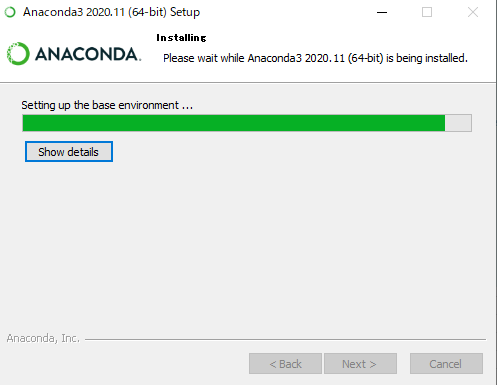 Anaconda3 2020.11 (64-bit) Setup
Installing
ANACONDA.
Please wait while Anaconda3 2020.11 (64-bit) is being installed.
Setting up the base environment ...
Show details
Anaconda, Inc.
< Back
Next >
Cancel